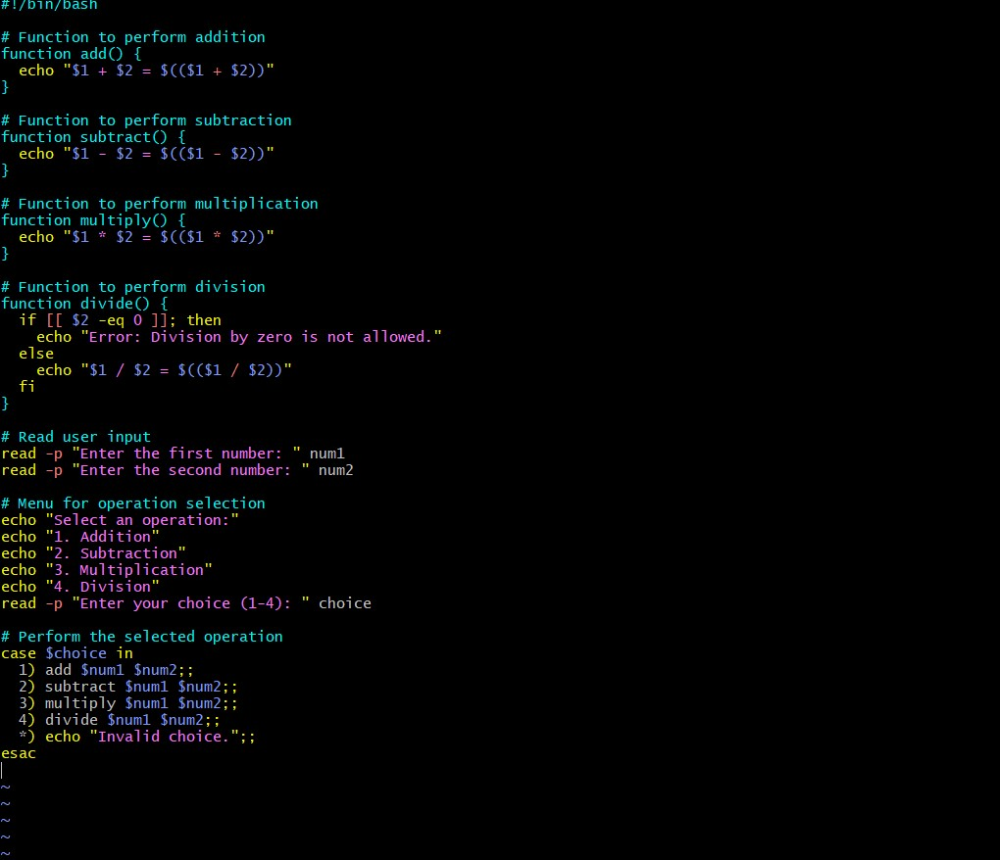 #!/bin/bash

# Function to perform addition
function add() {
  echo "$1 + $2 = $(($1 + $2))"
}

# Function to perform subtraction
function subtract() {
  echo "$1 - $2 = $(($1 - $2))"
}

# Function to perform multiplication
function multiply() {
  echo "$1 * $2 = $(($1 * $2))"
}

# Function to perform division
function divide() {
  if [[ $2 -eq 0 ]]; then
    echo "Error: Division by zero is not allowed."
  else
    echo "$1 / $2 = $(($1 / $2))"
  fi
}

# Read user input
read -p "Enter the first number: " num1
read -p "Enter the second number: " num2

# Menu for operation selection
echo "Select an operation:"
echo "1. Addition"
echo "2. Subtraction"
echo "3. Multiplication"
echo "4. Division"
read -p "Enter your choice (1-4): " choice

# Perform the selected operation
case $choice in
  1) add $num1 $num2;;
  2) subtract $num1 $num2;;
  3) multiply $num1 $num2;;
  4) divide $num1 $num2;;
  *) echo "Invalid choice.";;
esac

~
~
~
~
~